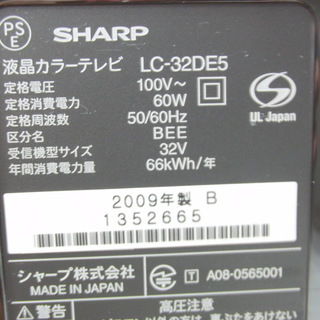 PS
E
SHARP
液晶カラーテレビ LC-32DE5
定格電圧 100V～
定格消費電力 60W
定格周波数 50/60Hz
区分名 BEE
受信機型サイズ 32V
年間消費電力量 66kWh/年
UL Japan
2009年製 B
1352665
シャープ株式会社
MADE IN JAPAN
T A08-0565001
警告 高圧注意